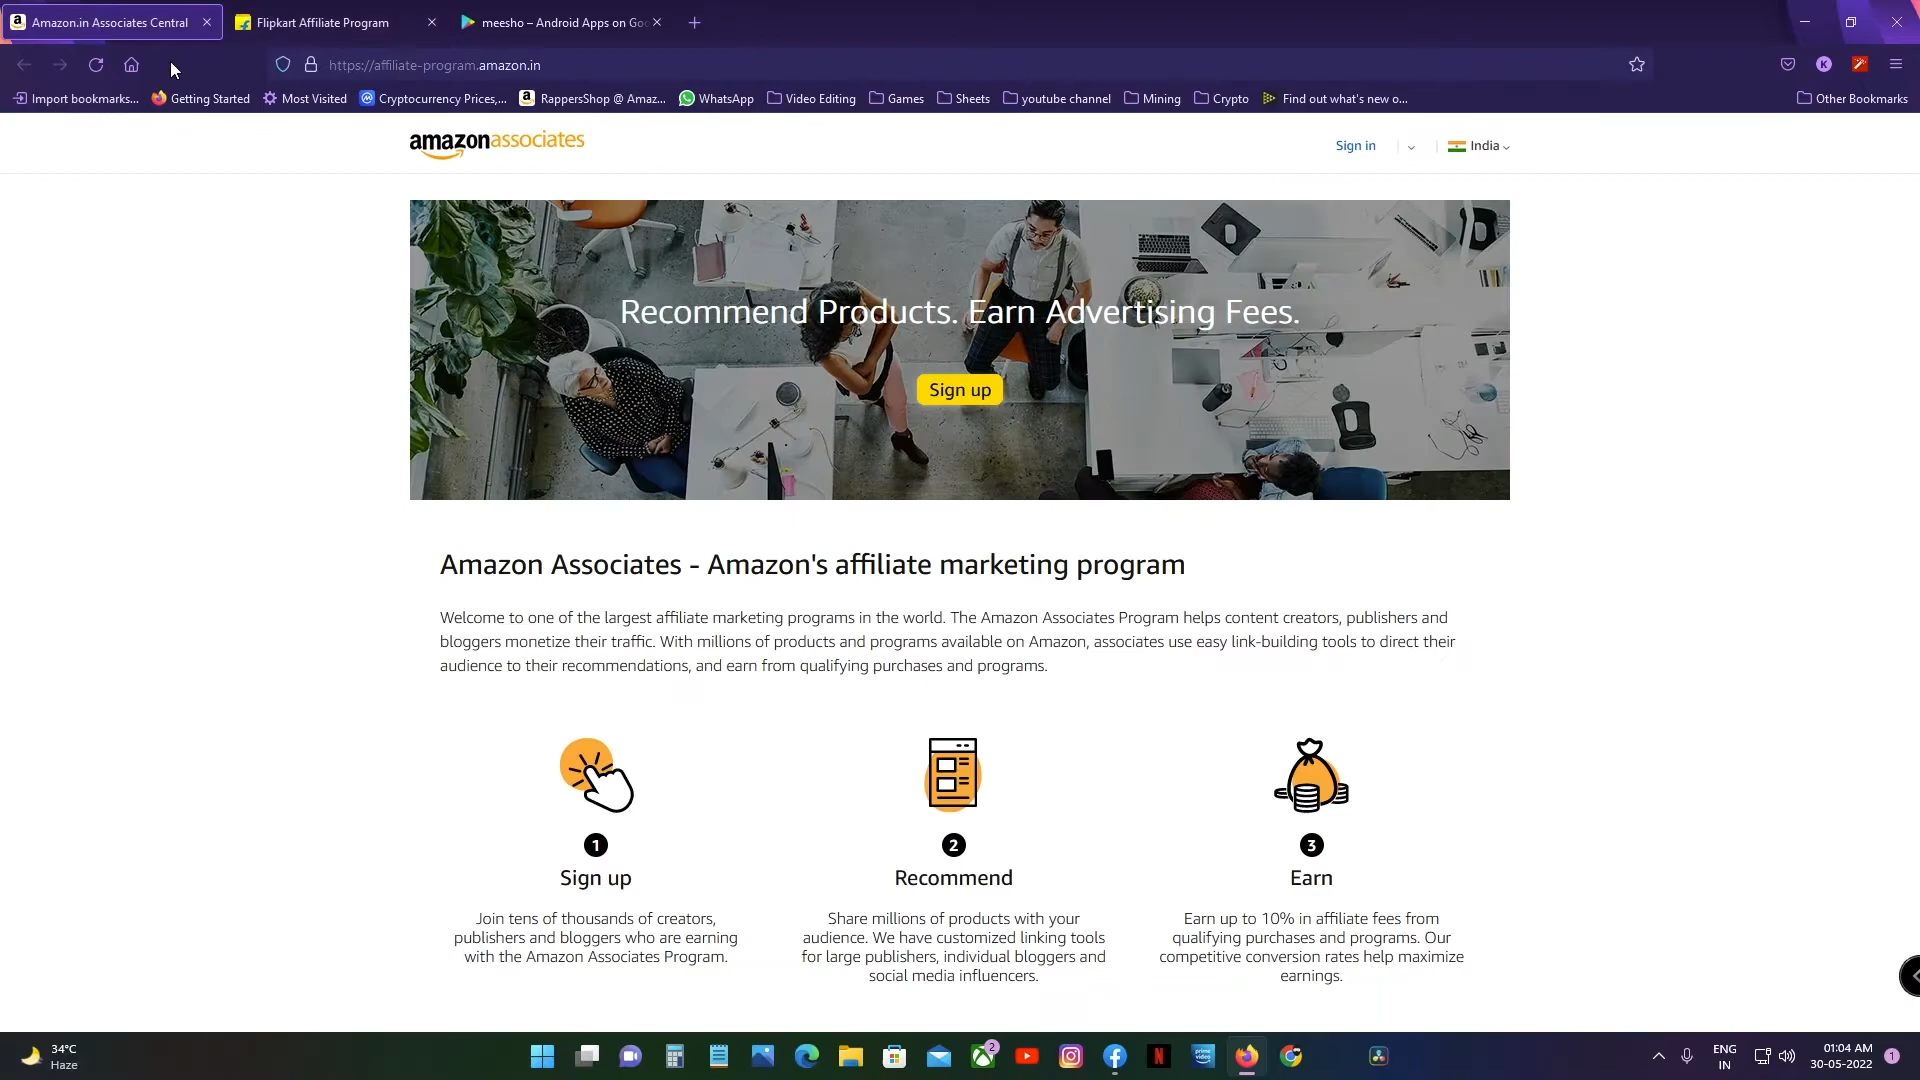 Amazon.in Associates Central
Flipkart Affiliate Program
meesho – Android Apps on Goo
https://affiliate-program.amazon.in
K
Import bookmarks...
Getting Started
Most Visited
Cryptocurrency Prices,...
RappersShop @ Amaz...
WhatsApp
Video Editing
Games
Sheets
youtube channel
Mining
Crypto
Find out what's new o...
Other Bookmarks
amazonassociates
Sign in
India
Recommend Products. Earn Advertising Fees.
Sign up
Amazon Associates - Amazon's affiliate marketing program
Welcome to one of the largest affiliate marketing programs in the world. The Amazon Associates Program helps content creators, publishers and
bloggers monetize their traffic. With millions of products and programs available on Amazon, associates use easy link-building tools to direct their
audience to their recommendations, and earn from qualifying purchases and programs.
1
Sign up
Join tens of thousands of creators,
publishers and bloggers who are earning
with the Amazon Associates Program.
2
Recommend
Share millions of products with your
audience. We have customized linking tools
for large publishers, individual bloggers and
social media influencers.
3
Earn
Earn up to 10% in affiliate fees from
qualifying purchases and programs. Our
competitive conversion rates help maximize
earnings.
34°C
Haze
2
prime video
ENG
IN
01:04 AM
30-05-2022
1